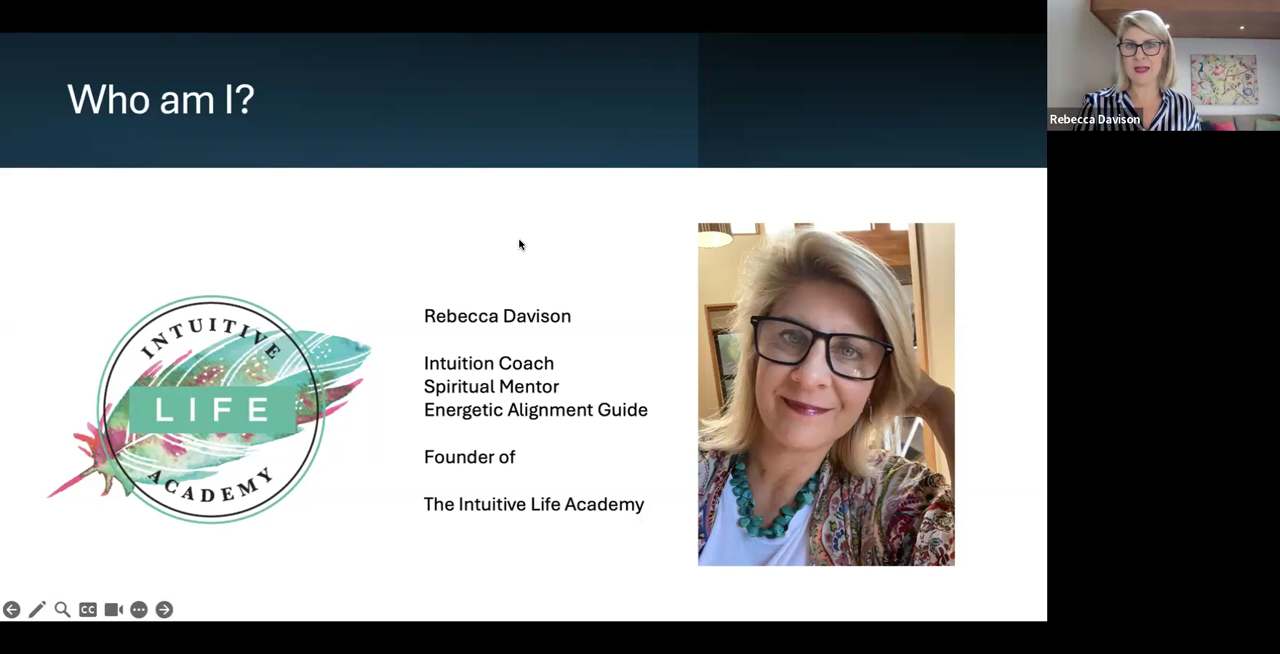 Who am I?
Rebecca Davison
INTUITIVE
LIFE
ACADEMY
Rebecca Davison
Intuition Coach
Spiritual Mentor
Energetic Alignment Guide
Founder of
The Intuitive Life Academy
CC